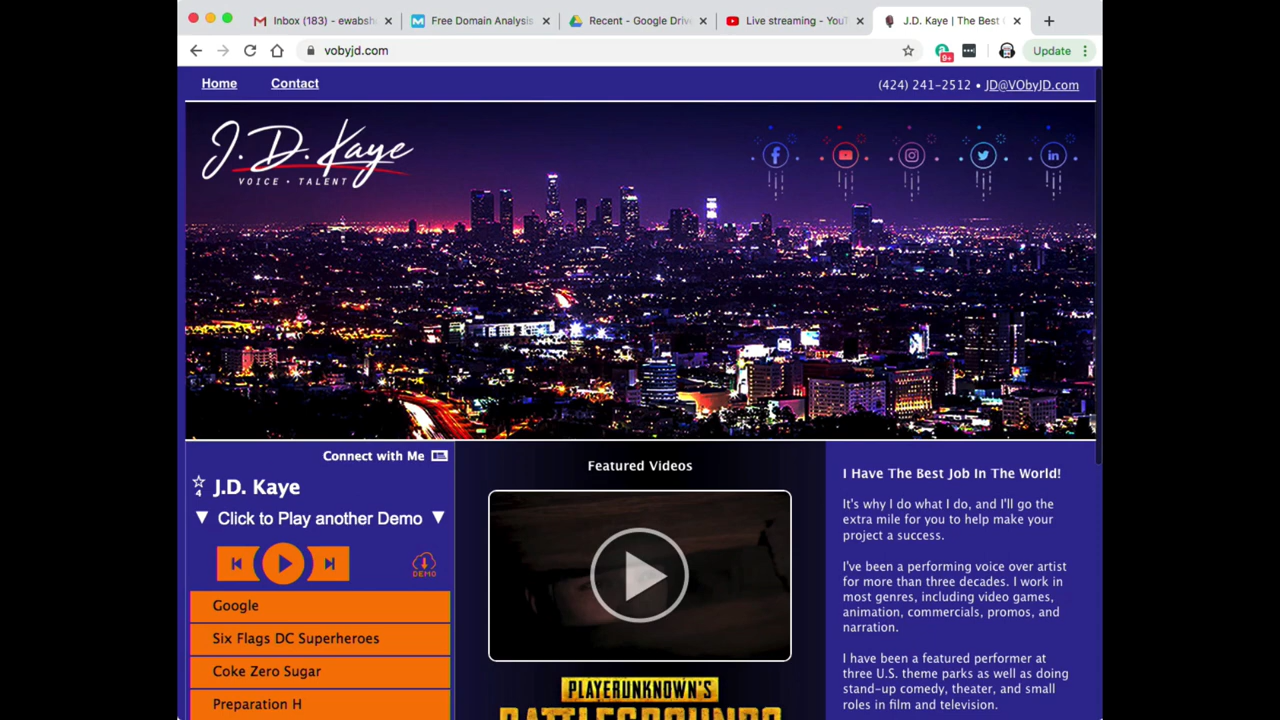 Inbox (183) - ewabsh
Free Domain Analysis
Recent - Google Drive
Live streaming - YouT
J.D. Kaye | The Best
vobyjd.com
9+
Update
Home
Contact
(424) 241-2512 • JD@VObyJD.com
J.D. Kaye
VOICE • TALENT
Connect with Me
4
J.D. Kaye
▼ Click to Play another Demo ▼
DEMO
Google
Six Flags DC Superheroes
Coke Zero Sugar
Preparation H
Featured Videos
PLAYERUNKNOWN'S
BATTLEGROUNDS
I Have The Best Job In The World!
It's why I do what I do, and I'll go the
extra mile for you to help make your
project a success.
I've been a performing voice over artist
for more than three decades. I work in
most genres, including video games,
animation, commercials, promos, and
narration.
I have been a featured performer at
three U.S. theme parks as well as doing
stand-up comedy, theater, and small
roles in film and television.